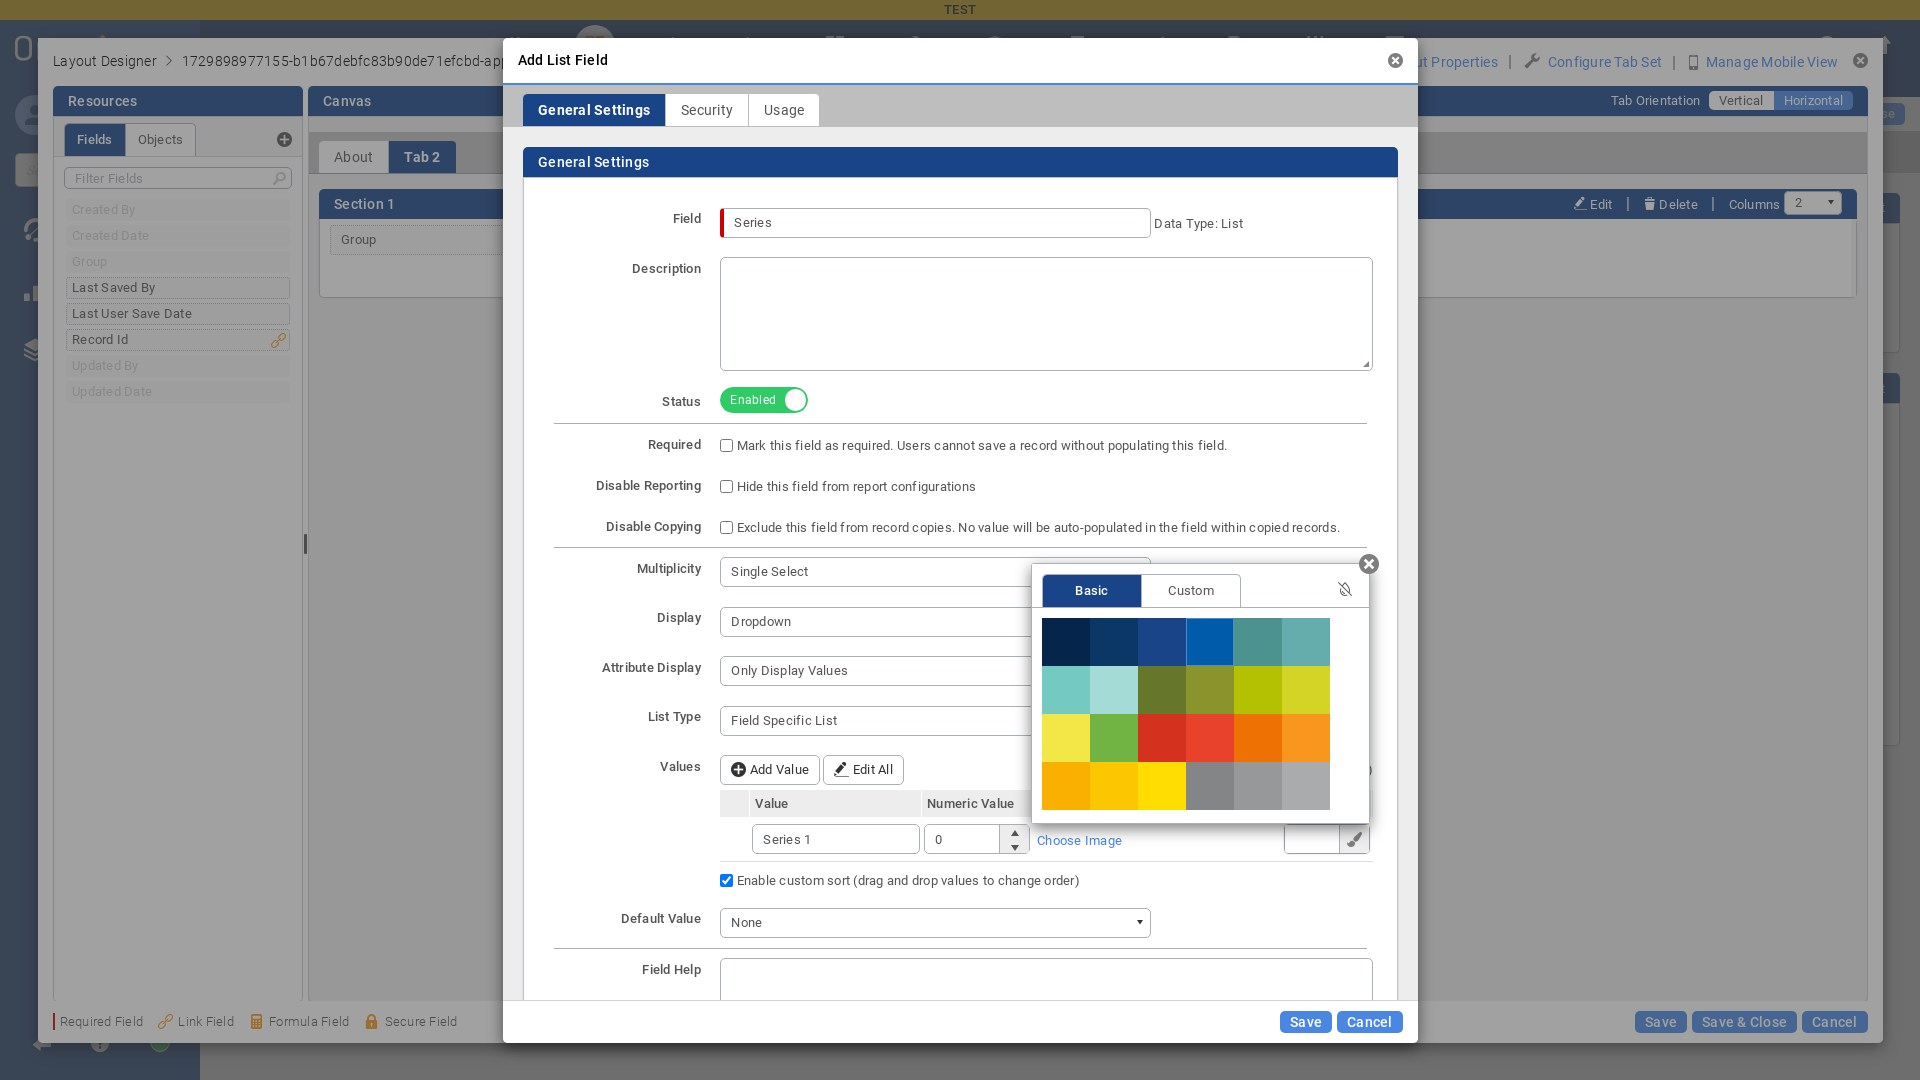 TEST
Layout Designer
1729898977155-b1b67debfc83b90de71efcbd-app
Properties
Configure Tab Set
Manage Mobile View
Resources
Canvas
Tab Orientation
Vertical
Horizontal
Fields
Objects
Filter Fields
Created By
Created Date
Group
Last Saved By
Last User Save Date
Record Id
Updated By
Updated Date
About
Tab 2
Section 1
Edit
Delete
Columns
2
Group
Add List Field
General Settings
Security
Usage
General Settings
Field
Series
Data Type: List
Description
Status
Enabled
Required
Mark this field as required. Users cannot save a record without populating this field.
Disable Reporting
Hide this field from report configurations
Disable Copying
Exclude this field from record copies. No value will be auto-populated in the field within copied records.
Multiplicity
Single Select
Display
Dropdown
Attribute Display
Only Display Values
List Type
Field Specific List
Basic
Custom
Values
Add Value
Edit All
Value
Numeric Value
Series 1
0
Choose Image
Enable custom sort (drag and drop values to change order)
Default Value
None
Field Help
Save
Cancel
Required Field
Link Field
Formula Field
Secure Field
Save
Save & Close
Cancel